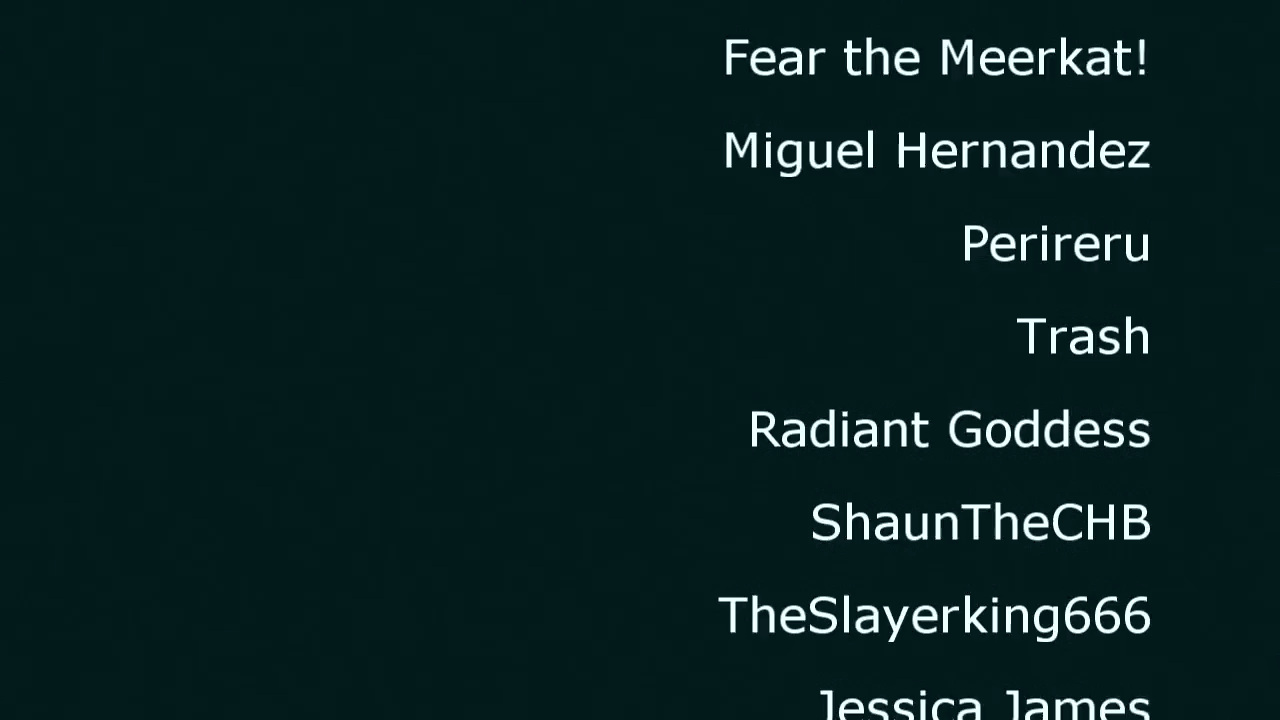 Fear the Meerkat!
Miguel Hernandez
Perireru
Trash
Radiant Goddess
ShaunTheCHB
TheSlayerking666
Jessica James